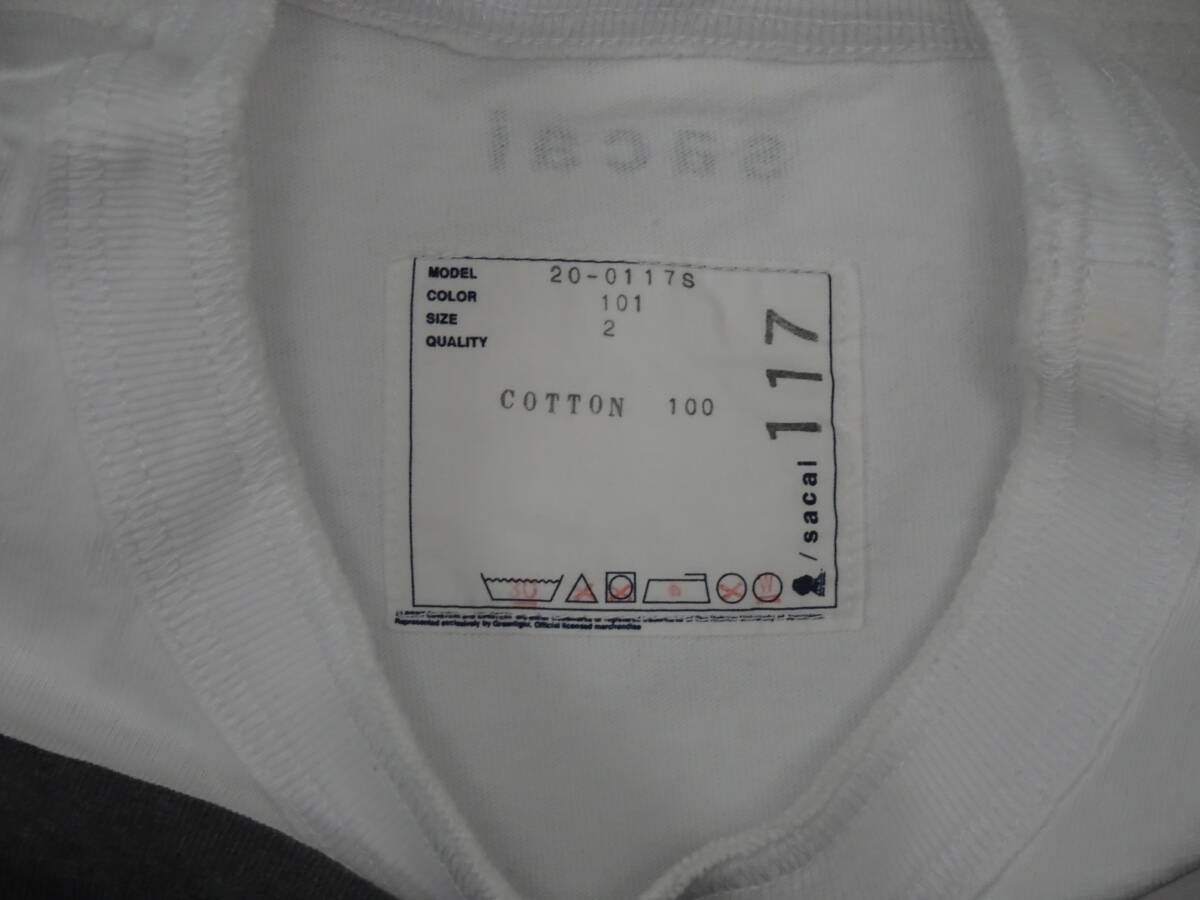 sacai
MODEL 20-0117S
COLOR 101
SIZE 2
QUALITY
COTTON 100
/sacai 117
30
Represented exclusively by Greenlight. Official licensed merchandise